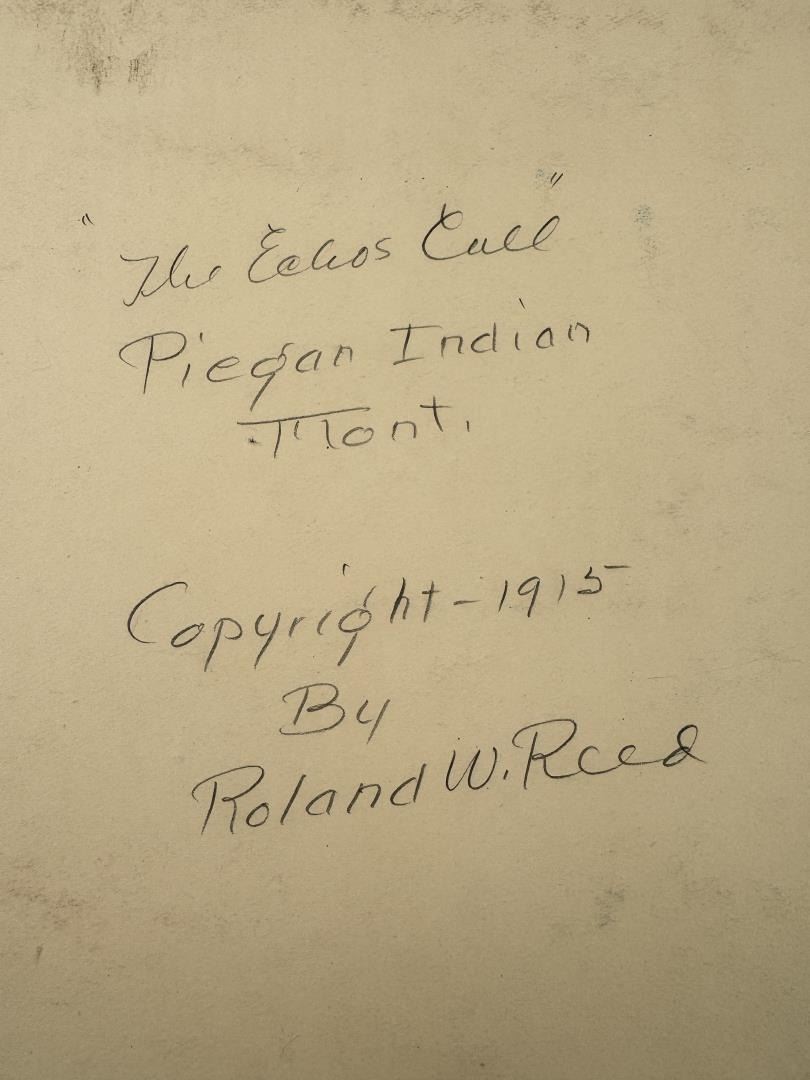 "The Echos Call"
Piegan Indian
Mont.
Copyright - 1915
By
Roland W. Reed